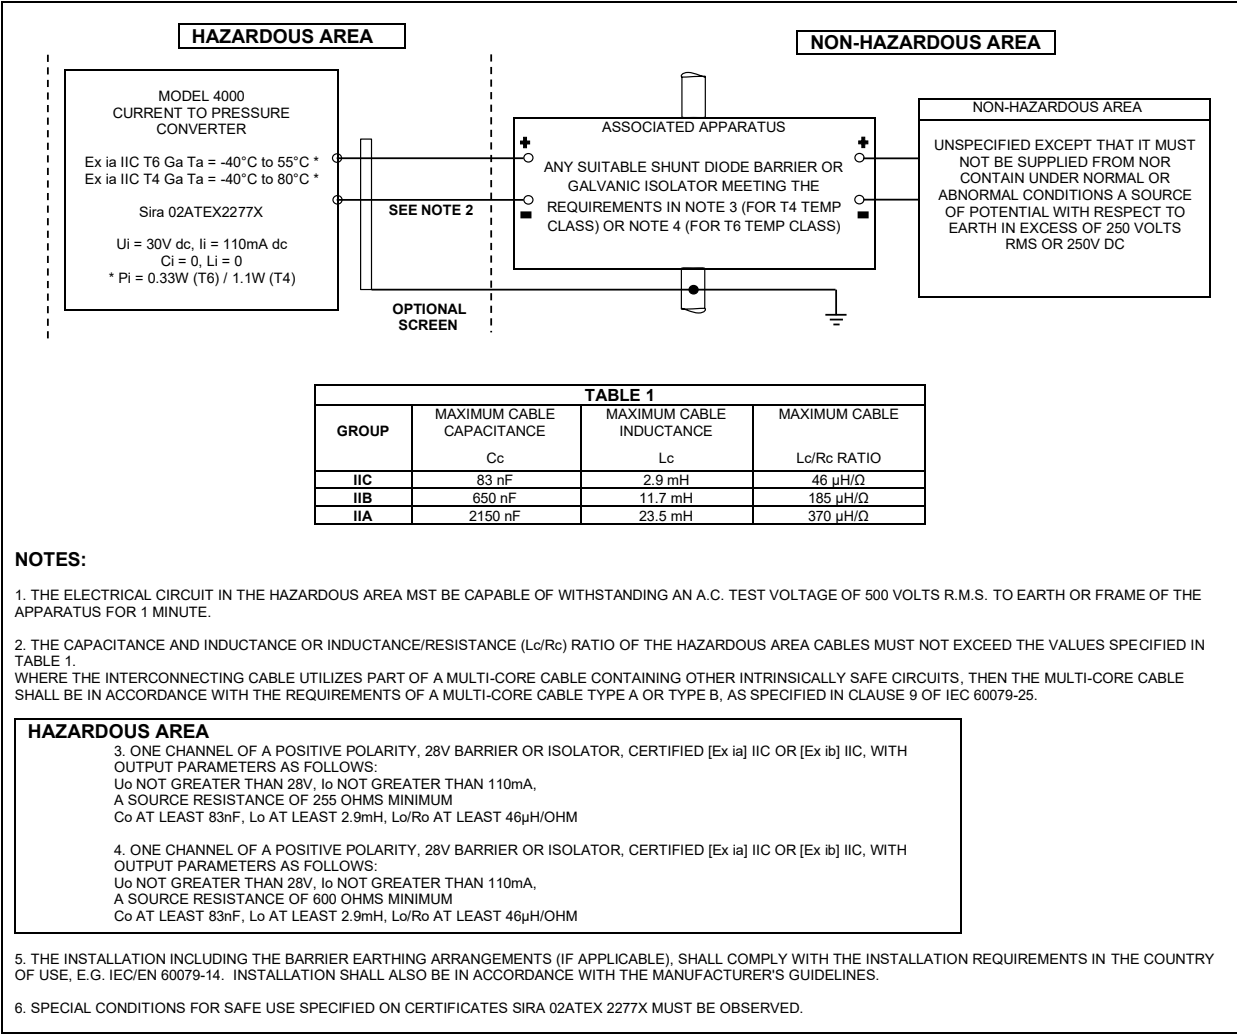 HAZARDOUS AREA
NON-HAZARDOUS AREA
MODEL 4000
CURRENT TO PRESSURE
CONVERTER
Ex ia IIC T6 Ga Ta = -40°C to 55°C *
Ex ia IIC T4 Ga Ta = -40°C to 80°C *
Sira 02ATEX2277X
Ui = 30V dc, Ii = 110mA dc
Ci = 0, Li = 0
* Pi = 0.33W (T6) / 1.1W (T4)
SEE NOTE 2
OPTIONAL
SCREEN
ASSOCIATED APPARATUS
+
+
ANY SUITABLE SHUNT DIODE BARRIER OR
GALVANIC ISOLATOR MEETING THE
REQUIREMENTS IN NOTE 3 (FOR T4 TEMP
CLASS) OR NOTE 4 (FOR T6 TEMP CLASS)
-
-
NON-HAZARDOUS AREA
UNSPECIFIED EXCEPT THAT IT MUST
NOT BE SUPPLIED FROM NOR
CONTAIN UNDER NORMAL OR
ABNORMAL CONDITIONS A SOURCE
OF POTENTIAL WITH RESPECT TO
EARTH IN EXCESS OF 250 VOLTS
RMS OR 250V DC
TABLE 1
GROUP
MAXIMUM CABLE
CAPACITANCE
Cc
MAXIMUM CABLE
INDUCTANCE
Lc
MAXIMUM CABLE
Lc/Rc RATIO
IIC 83 nF 2.9 mH 46 µH/Ω
IIB 650 nF 11.7 mH 185 µH/Ω
IIA 2150 nF 23.5 mH 370 µH/Ω
NOTES:
1. THE ELECTRICAL CIRCUIT IN THE HAZARDOUS AREA MST BE CAPABLE OF WITHSTANDING AN A.C. TEST VOLTAGE OF 500 VOLTS R.M.S. TO EARTH OR FRAME OF THE
APPARATUS FOR 1 MINUTE.
2. THE CAPACITANCE AND INDUCTANCE OR INDUCTANCE/RESISTANCE (Lc/Rc) RATIO OF THE HAZARDOUS AREA CABLES MUST NOT EXCEED THE VALUES SPECIFIED IN
TABLE 1.
WHERE THE INTERCONNECTING CABLE UTILIZES PART OF A MULTI-CORE CABLE CONTAINING OTHER INTRINSICALLY SAFE CIRCUITS, THEN THE MULTI-CORE CABLE
SHALL BE IN ACCORDANCE WITH THE REQUIREMENTS OF A MULTI-CORE CABLE TYPE A OR TYPE B, AS SPECIFIED IN CLAUSE 9 OF IEC 60079-25.
HAZARDOUS AREA
3. ONE CHANNEL OF A POSITIVE POLARITY, 28V BARRIER OR ISOLATOR, CERTIFIED [Ex ia] IIC OR [Ex ib] IIC, WITH
OUTPUT PARAMETERS AS FOLLOWS:
Uo NOT GREATER THAN 28V, Io NOT GREATER THAN 110mA,
A SOURCE RESISTANCE OF 255 OHMS MINIMUM
Co AT LEAST 83nF, Lo AT LEAST 2.9mH, Lo/Ro AT LEAST 46µH/OHM
4. ONE CHANNEL OF A POSITIVE POLARITY, 28V BARRIER OR ISOLATOR, CERTIFIED [Ex ia] IIC OR [Ex ib] IIC, WITH
OUTPUT PARAMETERS AS FOLLOWS:
Uo NOT GREATER THAN 28V, Io NOT GREATER THAN 110mA,
A SOURCE RESISTANCE OF 600 OHMS MINIMUM
Co AT LEAST 83nF, Lo AT LEAST 2.9mH, Lo/Ro AT LEAST 46µH/OHM
5. THE INSTALLATION INCLUDING THE BARRIER EARTHING ARRANGEMENTS (IF APPLICABLE), SHALL COMPLY WITH THE INSTALLATION REQUIREMENTS IN THE COUNTRY
OF USE, E.G. IEC/EN 60079-14. INSTALLATION SHALL ALSO BE IN ACCORDANCE WITH THE MANUFACTURER'S GUIDELINES.
6. SPECIAL CONDITIONS FOR SAFE USE SPECIFIED ON CERTIFICATES SIRA 02ATEX 2277X MUST BE OBSERVED.